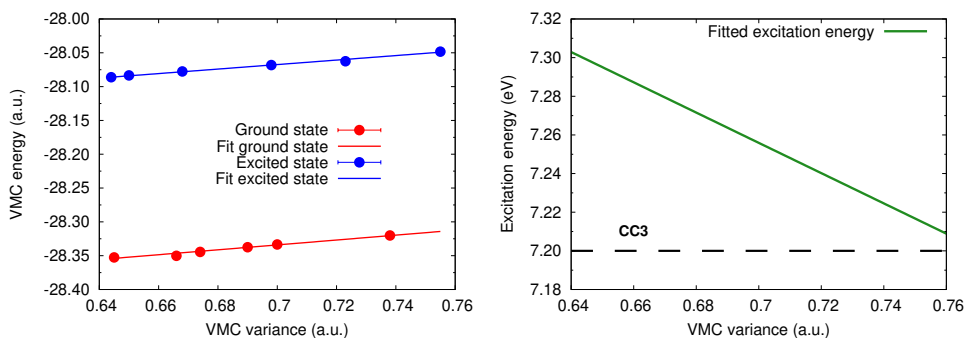 -28.00
-28.05
-28.10
-28.15
-28.20
-28.25
-28.30
-28.35
-28.40
VMC energy (a.u.)
Ground state
Fit ground state
Excited state
Fit excited state
0.64 0.66 0.68 0.7 0.72 0.74 0.76
VMC variance (a.u.)
7.32
7.30
7.28
7.26
7.24
7.22
7.20
7.18
Excitation energy (eV)
Fitted excitation energy
CC3
0.64 0.66 0.68 0.7 0.72 0.74 0.76
VMC variance (a.u.)